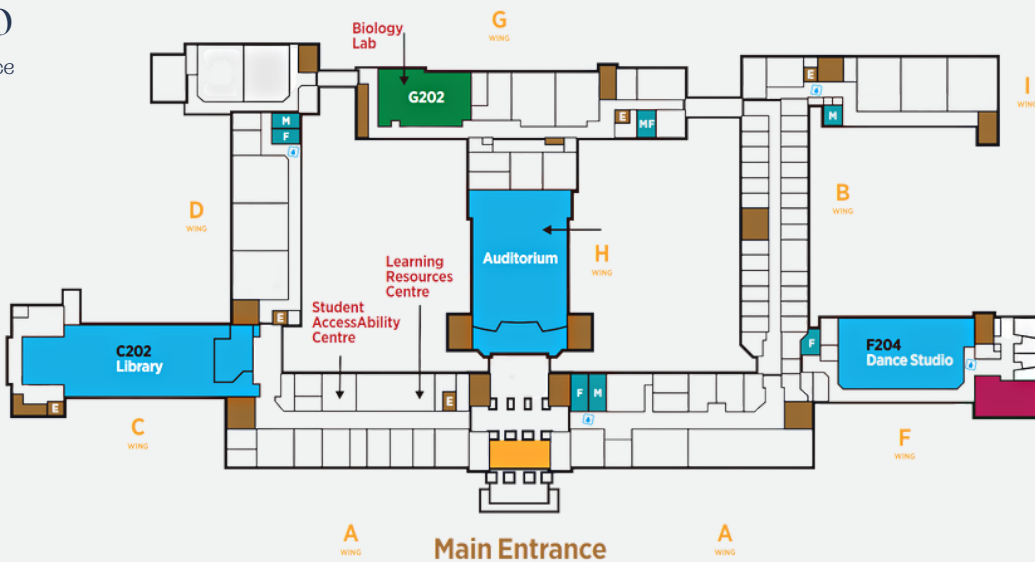 G
WING
Biology
Lab
G202
E
MF
E
M
I
M
F
D
WING
B
WING
H
WING
Auditorium
Learning
Resources
Centre
Student
AccessAbility
Centre
E
C202
Library
E
F
F204
Dance Studio
E
F
M
C
WING
F
WING
A
WING
A
WING
Main Entrance